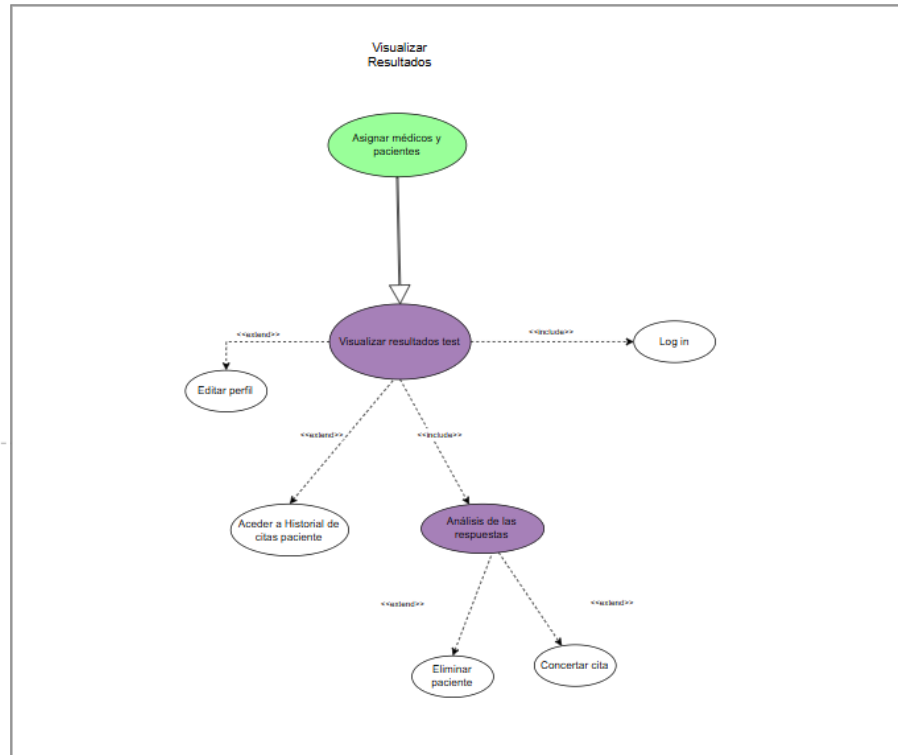 Visualizar
Resultados
Asignar médicos y
pacientes
<<extend>>
Visualizar resultados test
<<include>>
Log in
Editar perfil
<<extend>>
<<include>>
Aceder a Historial de
citas paciente
Análisis de las
respuestas
<<extend>>
<<extend>>
Eliminar
paciente
Concertar cita